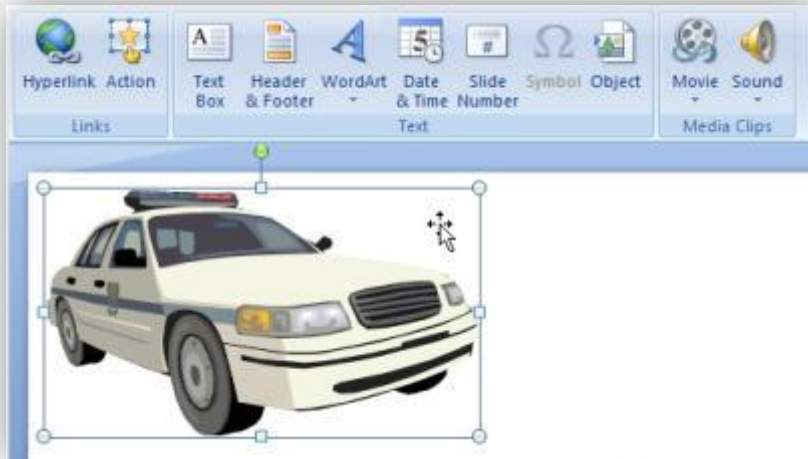 Hyperlink Action Text Header WordArt Date Slide Symbol Object Movie Sound
Box & Footer & Time Number
Links Text Media Clips